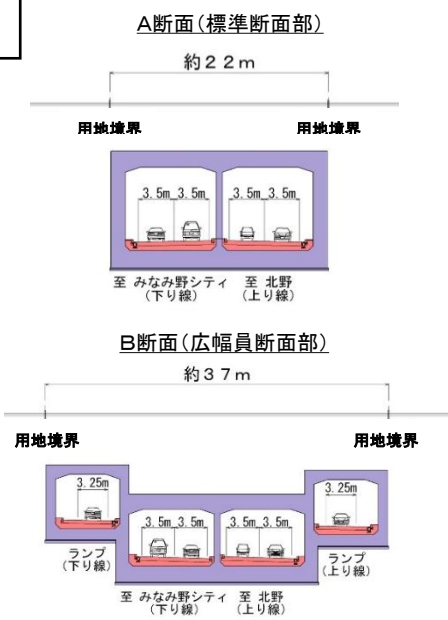 A断面(標準断面部)
約22m
用地境界 用地境界
3.5m 3.5m 3.5m 3.5m
至 みなみ野シティ 至 北野
(下り線) (上り線)
B断面(広幅員断面部)
約37m
用地境界 用地境界
3.25m 3.25m
3.5m 3.5m 3.5m 3.5m
ランプ ランプ
(下り線) (上り線)
至 みなみ野シティ 至 北野
(下り線) (上り線)